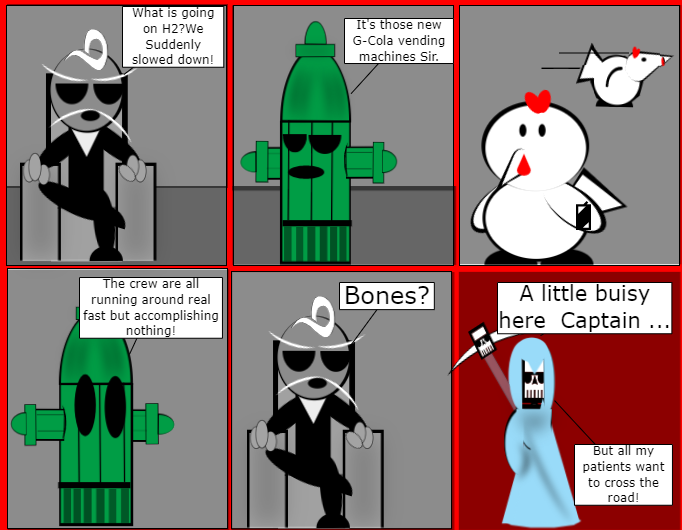 What is going
on H2?We
Suddenly
slowed down!
It's those new
G-Cola vending
machines Sir.
The crew are all
running around real
fast but accomplishing
nothing!
Bones?
A little buisy
here Captain ...
But all my
patients want
to cross the
road!